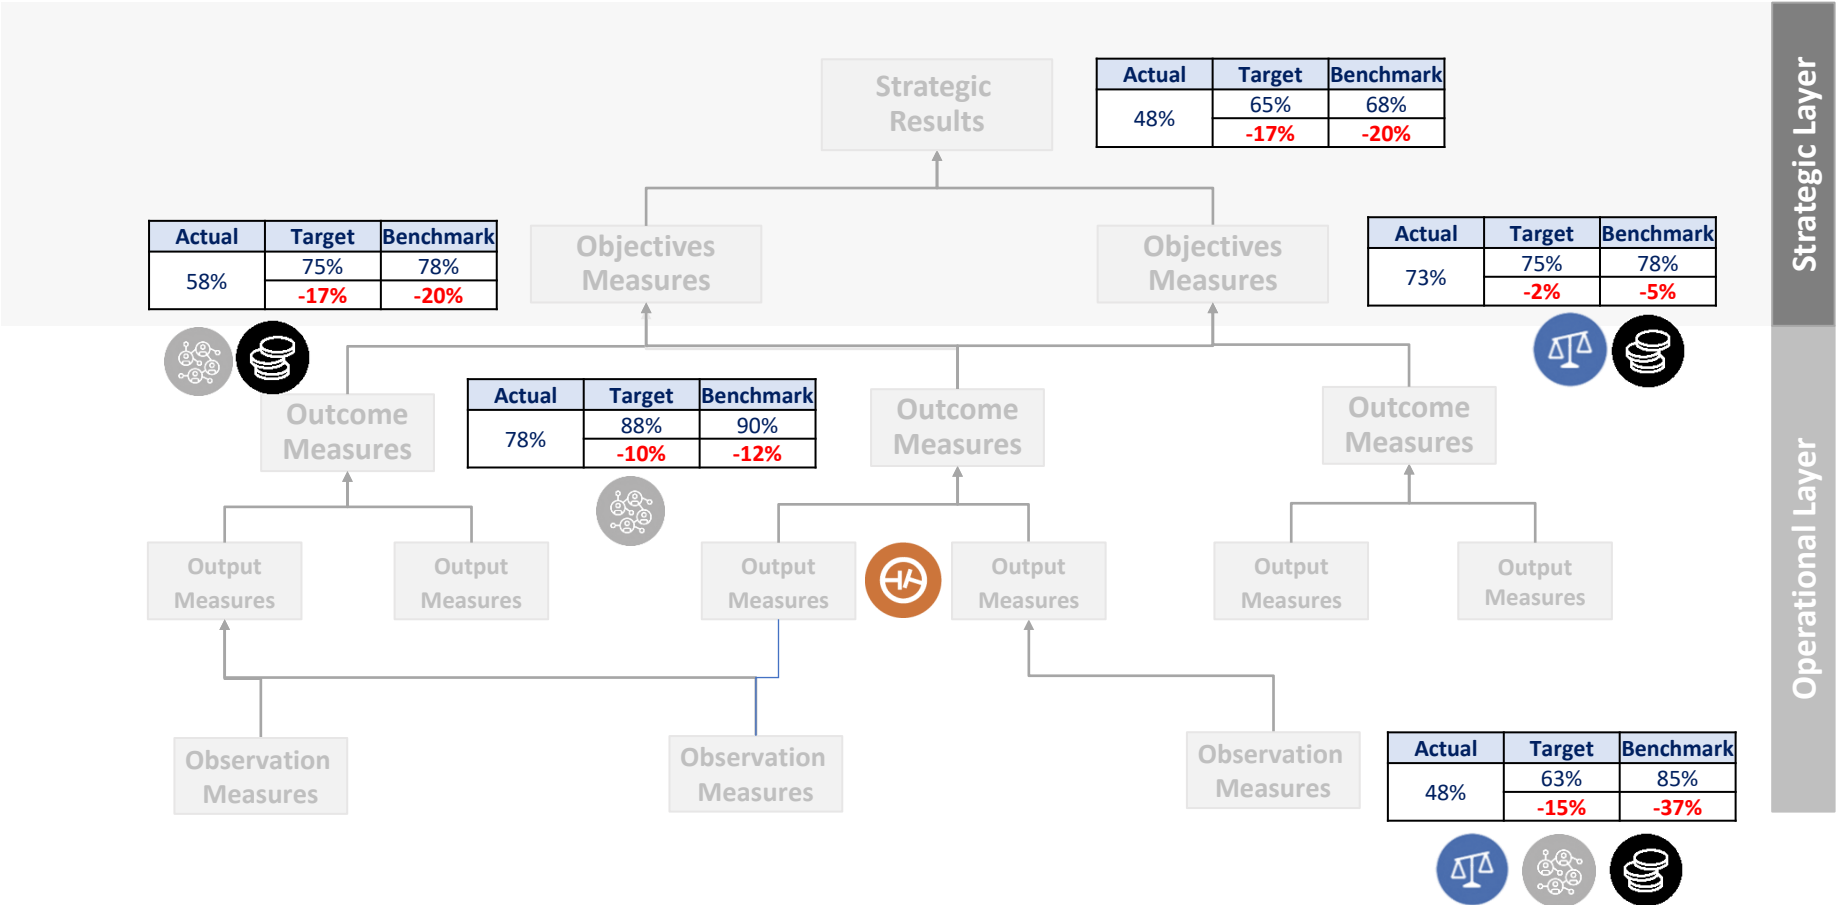 Strategic
Results
Actual Target Benchmark
48% 65% 68%
-17% -20%
Strategic Layer
Actual Target Benchmark
58% 75% 78%
-17% -20%
Objectives
Measures
Objectives
Measures
Actual Target Benchmark
73% 75% 78%
-2% -5%
Outcome
Measures
Actual Target Benchmark
78% 88% 90%
-10% -12%
Outcome
Measures
Outcome
Measures
Operational Layer
Output
Measures
Output
Measures
Output
Measures
Output
Measures
Output
Measures
Output
Measures
Observation
Measures
Observation
Measures
Observation
Measures
Actual Target Benchmark
48% 63% 85%
-15% -37%